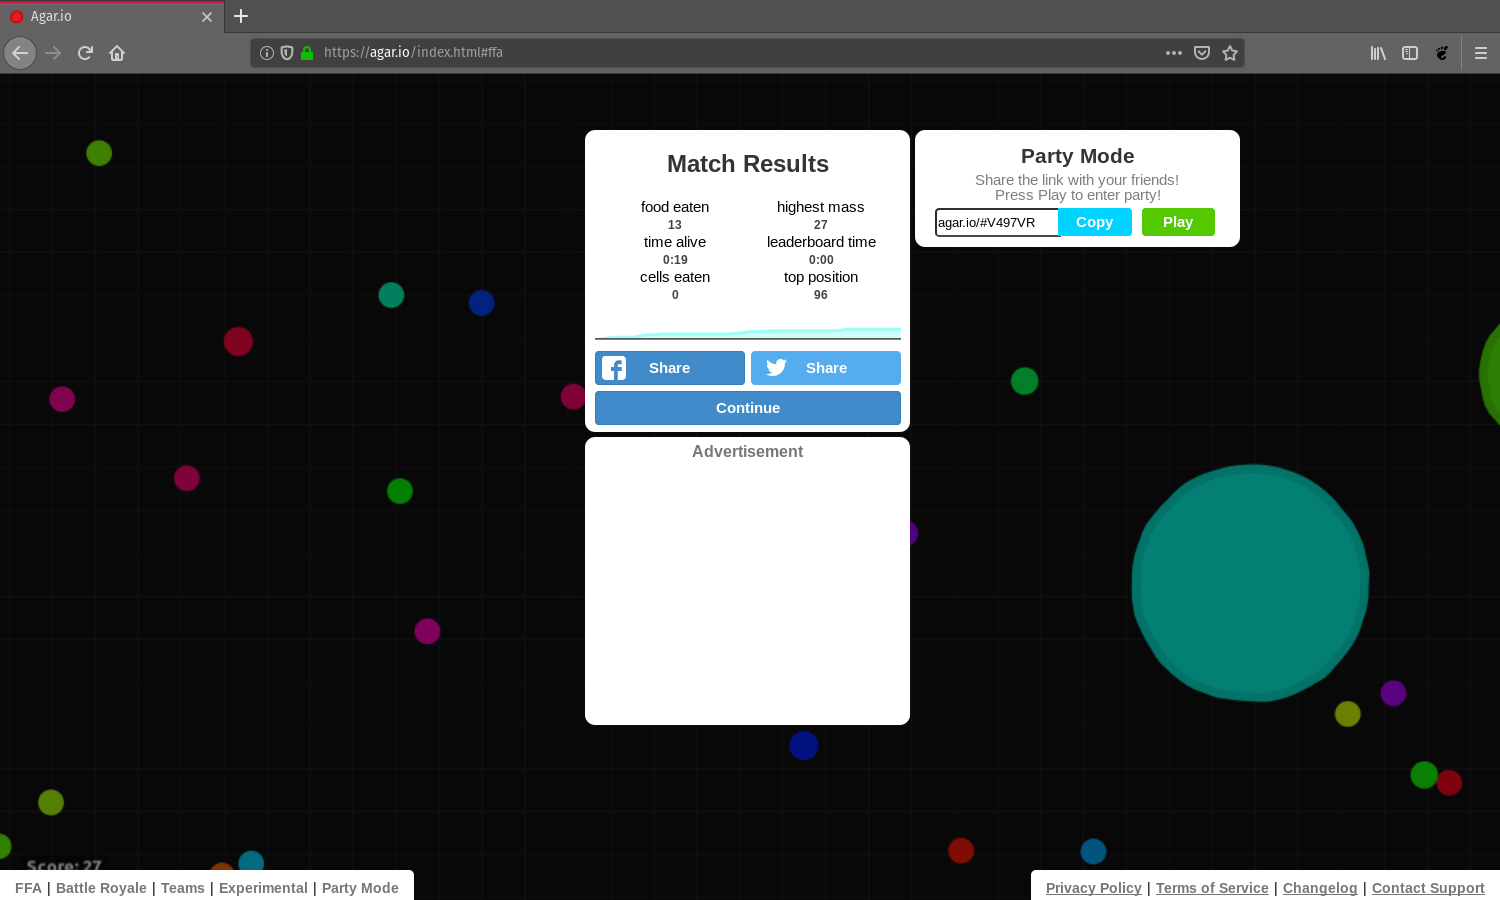 Agar.io
https://agar.io/index.html#ffa
Match Results
food eaten
13
highest mass
27
time alive
0:19
leaderboard time
0:00
cells eaten
0
top position
96
Share
Share
Continue
Advertisement
Party Mode
Share the link with your friends!
Press Play to enter party!
agar.io/#V497VR
Copy
Play
Score: 27
FFA | Battle Royale | Teams | Experimental | Party Mode
Privacy Policy | Terms of Service | Changelog | Contact Support